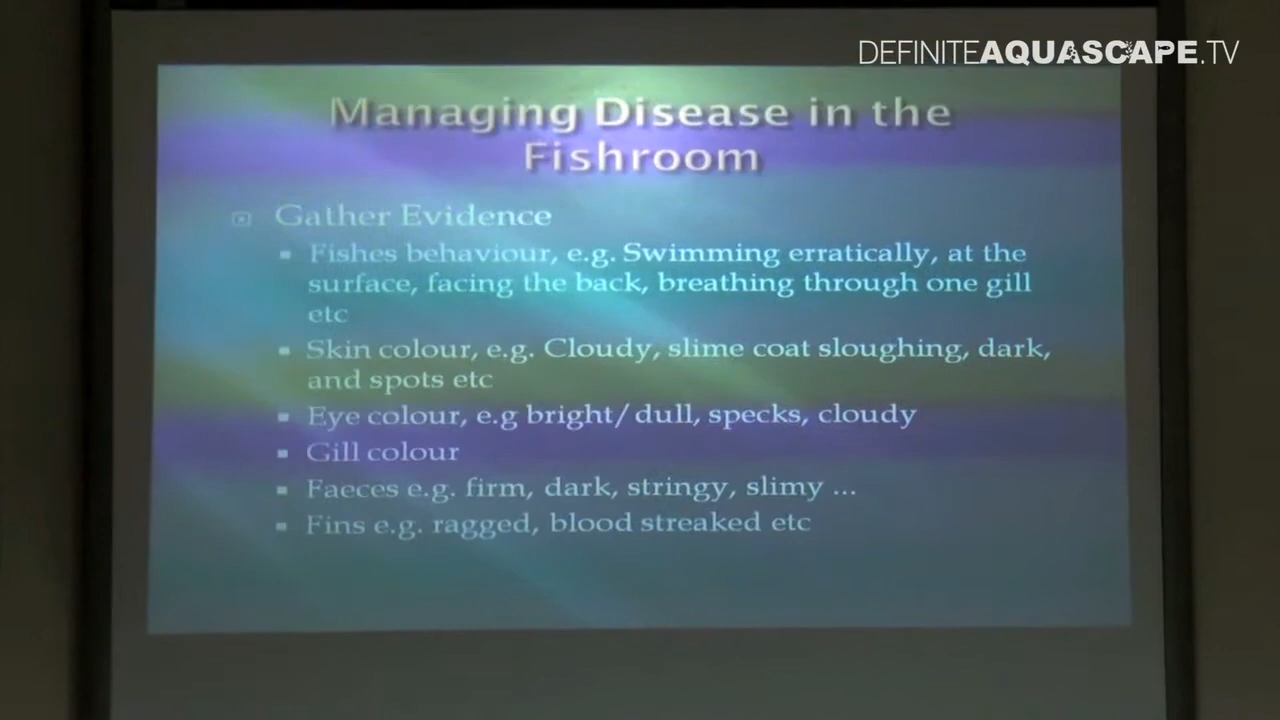 DEFINITEAQUASCAPE.TV
Managing Disease in the
Fishroom
Gather Evidence
Fishes behaviour, e.g. Swimming erratically, at the
surface, facing the back, breathing through one gill
etc
Skin colour, e.g. Cloudy, slime coat sloughing, dark,
and spots etc
Eye colour, e.g bright/dull, specks, cloudy
Gill colour
Faeces e.g. firm, dark, stringy, slimy ...
Fins e.g. ragged, blood streaked etc